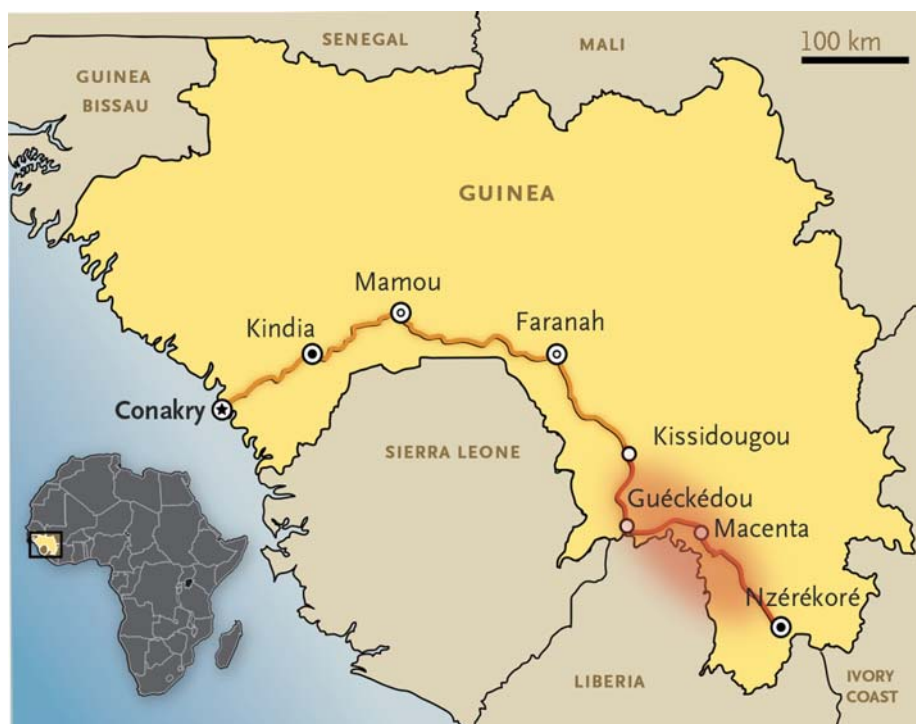 SENEGAL
MALI
100 km
GUINEA
BISSAU
GUINEA
Mamou
Kindia
Faranah
Conakry
Kissidougou
SIERRA LEONE
Guéckédou
Macenta
Nzérékoré
LIBERIA
IVORY
COAST